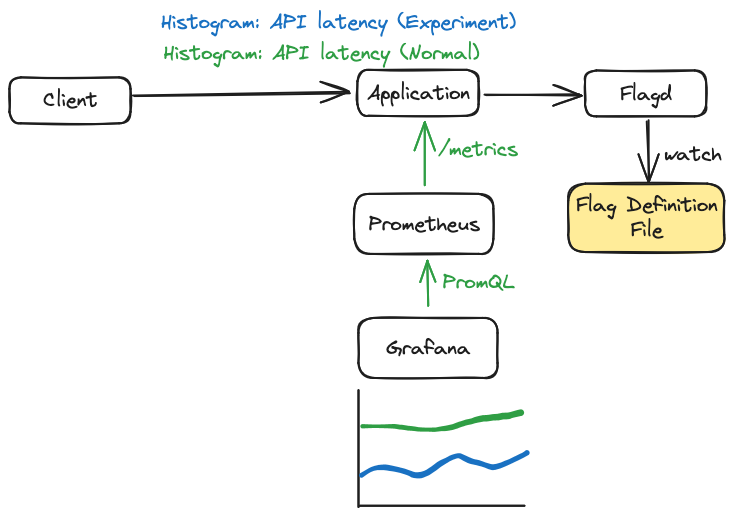 Histogram: API latency (Experiment)
Histogram: API latency (Normal)
Client
Application
Flagd
/metrics
watch
Prometheus
Flag Definition
File
PromQL
Grafana